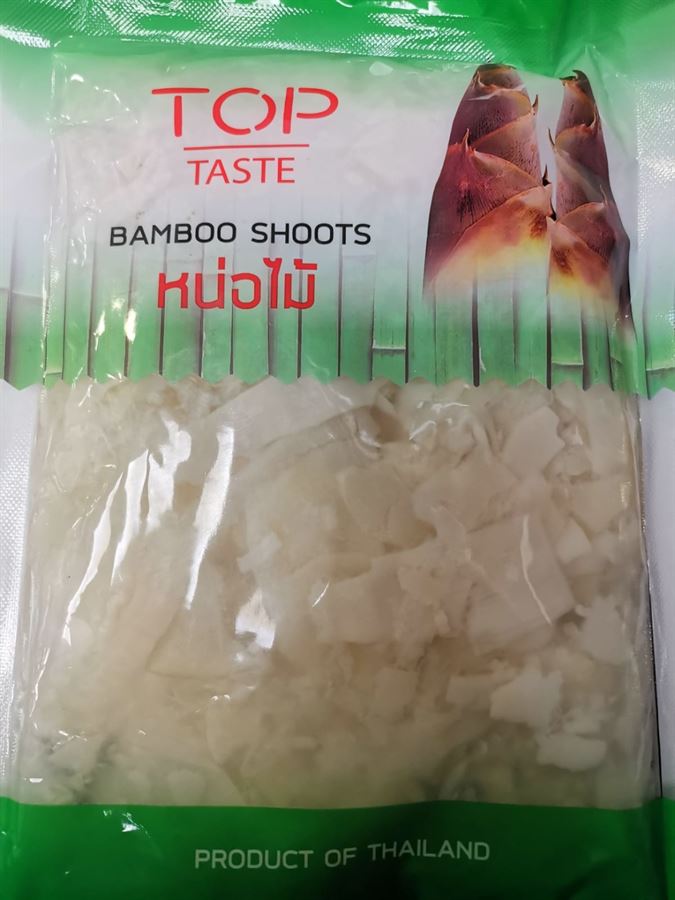 TOP
TASTE
BAMBOO SHOOTS
หน่อไม้
PRODUCT OF THAILAND